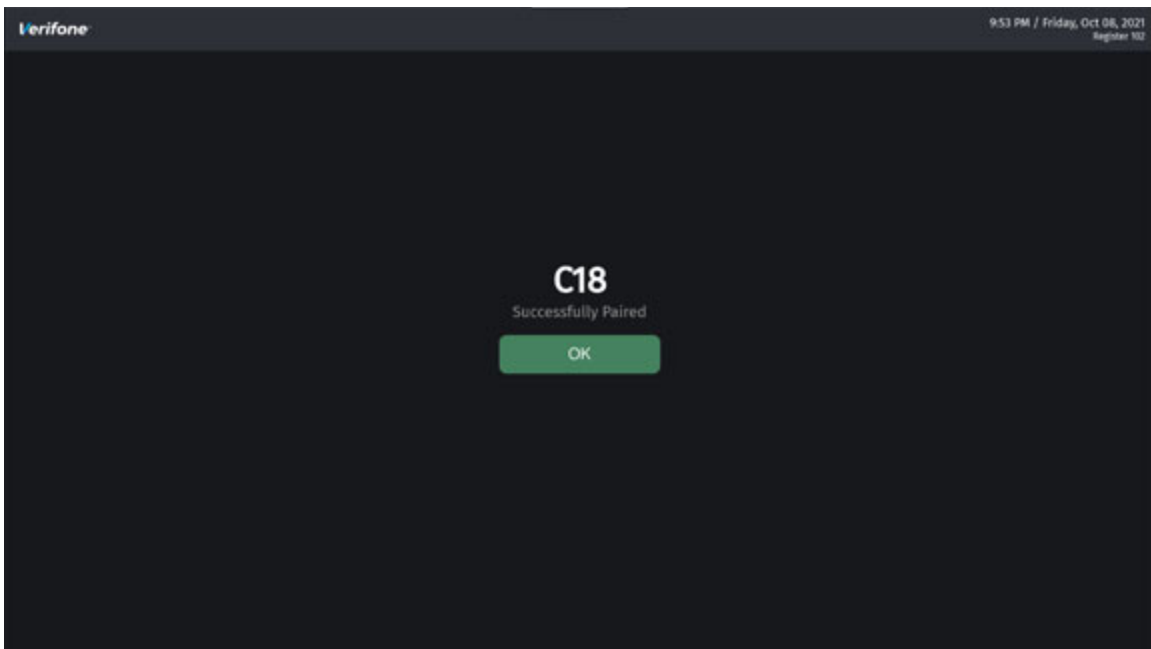 Verifone
9:53 PM / Friday, Oct 08, 2021
Register 102
C18
Successfully Paired
OK